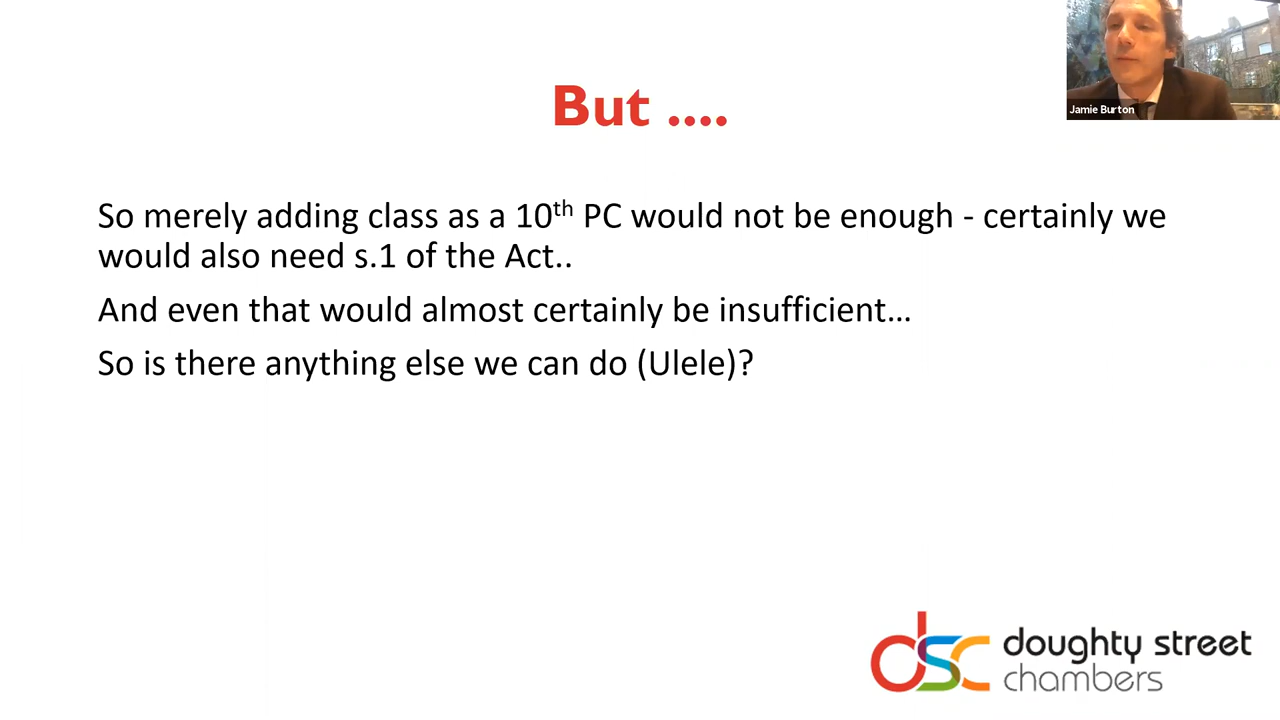 Jamie Burton
But ....
So merely adding class as a 10th PC would not be enough - certainly we
would also need s.1 of the Act..
And even that would almost certainly be insufficient…
So is there anything else we can do (Ulele)?
dsc doughty street
chambers